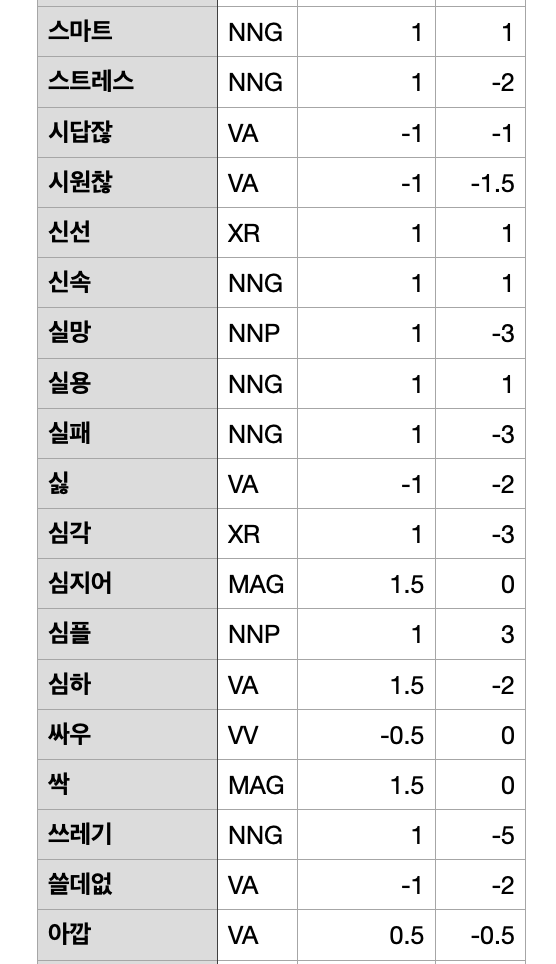 스마트 NNG 1 1
스트레스 NNG 1 -2
시답잖 VA -1 -1
시원찮 VA -1 -1.5
신선 XR 1 1
신속 NNG 1 1
실망 NNP 1 -3
실용 NNG 1 1
실패 NNG 1 -3
싫 VA -1 -2
심각 XR 1 -3
심지어 MAG 1.5 0
심플 NNP 1 3
심하 VA 1.5 -2
싸우 VV -0.5 0
싹 MAG 1.5 0
쓰레기 NNG 1 -5
쓸데없 VA -1 -2
아깝 VA 0.5 -0.5